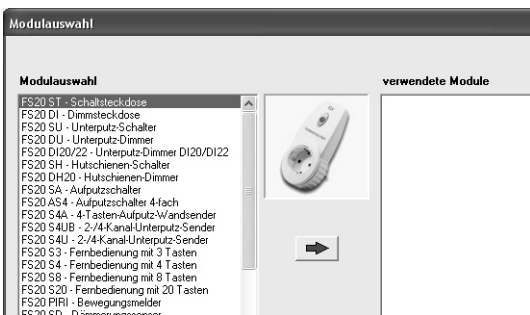 Modulauswahl
Modulauswahl
verwendete Module
FS20 ST - Schaltsteckdose
FS20 DI - Dimmsteckdose
FS20 SU - Unterputz-Schalter
FS20 DU - Unterputz-Dimmer
FS20 DI20/22 - Unterputz-Dimmer DI20/DI22
FS20 SH - Hutschienen-Schalter
FS20 DH20 - Hutschienen-Dimmer
FS20 SA - Aufputzschalter
FS20 AS4 - Aufputzschalter 4-fach
FS20 S4A - 4-Tasten-Aufputz-Wandsender
FS20 S4UB - 2-/4-Kanal-Unterputz-Sender
FS20 S4U - 2-/4-Kanal-Unterputz-Sender
FS20 S3 - Fernbedienung mit 3 Tasten
FS20 S4 - Fernbedienung mit 4 Tasten
FS20 S8 - Fernbedienung mit 8 Tasten
FS20 S20 - Fernbedienung mit 20 Tasten
FS20 PIRI - Bewegungsmelder
FS20 SD - Dämmerungssensor